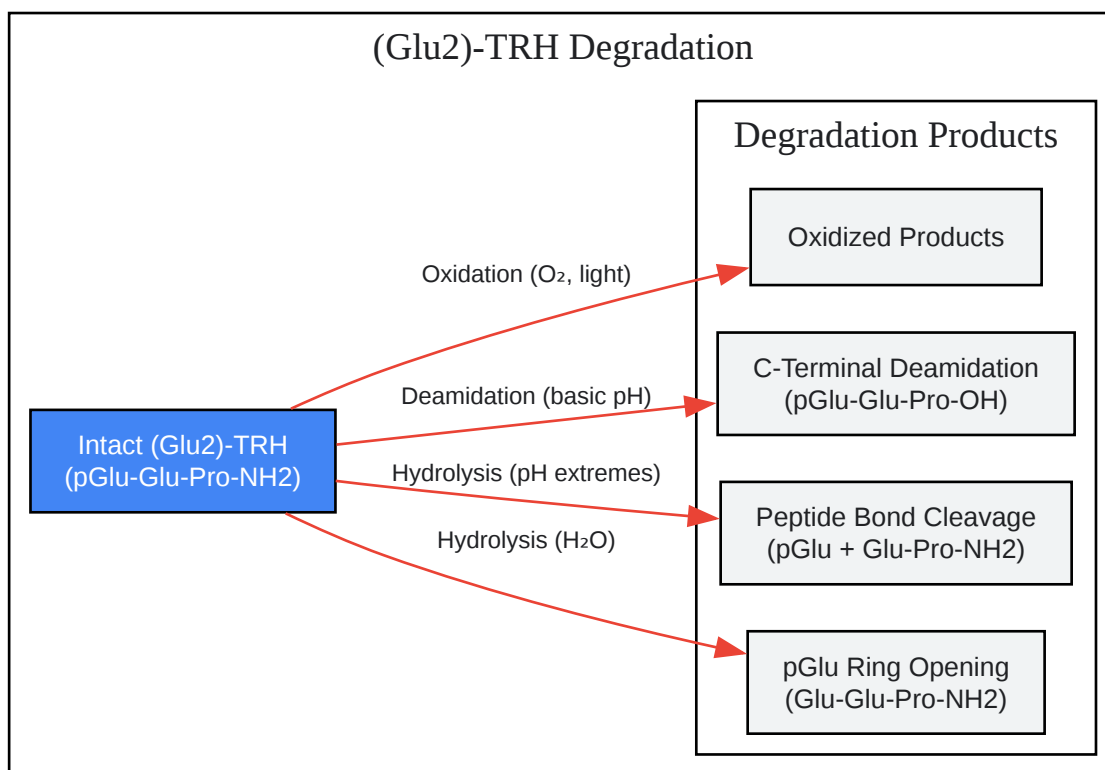 (Glu2)-TRH Degradation
Degradation Products
Oxidized Products
Oxidation (O₂, light)
C-Terminal Deamidation
(pGlu-Glu-Pro-OH)
Deamidation (basic pH)
Intact (Glu2)-TRH
(pGlu-Glu-Pro-NH2)
Hydrolysis (pH extremes)
Peptide Bond Cleavage
(pGlu + Glu-Pro-NH2)
Hydrolysis (H₂O)
pGlu Ring Opening
(Glu-Glu-Pro-NH2)